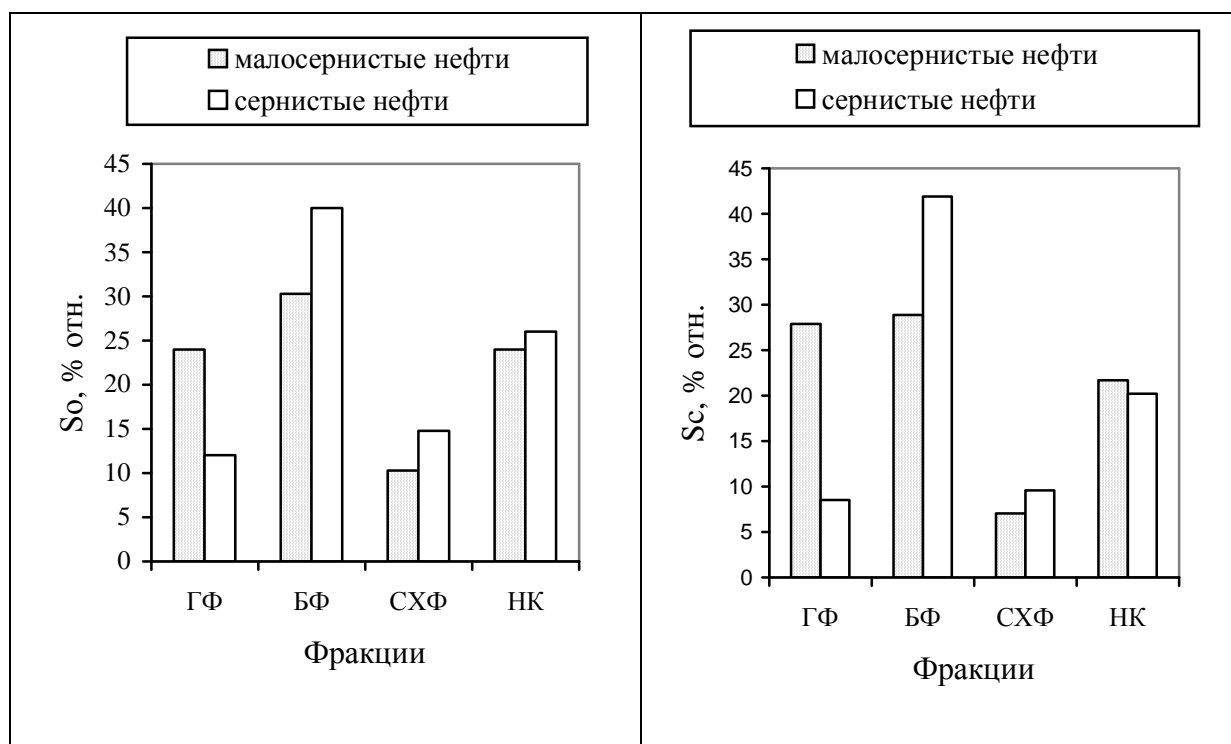 малосернистые нефти
сернистые нефти
So, % отн.
45
40
35
30
25
20
15
10
5
0
ГФ БФ СХФ НК
Фракции
малосернистые нефти
сернистые нефти
Sc, % отн.
45
40
35
30
25
20
15
10
5
0
ГФ БФ СХФ НК
Фракции